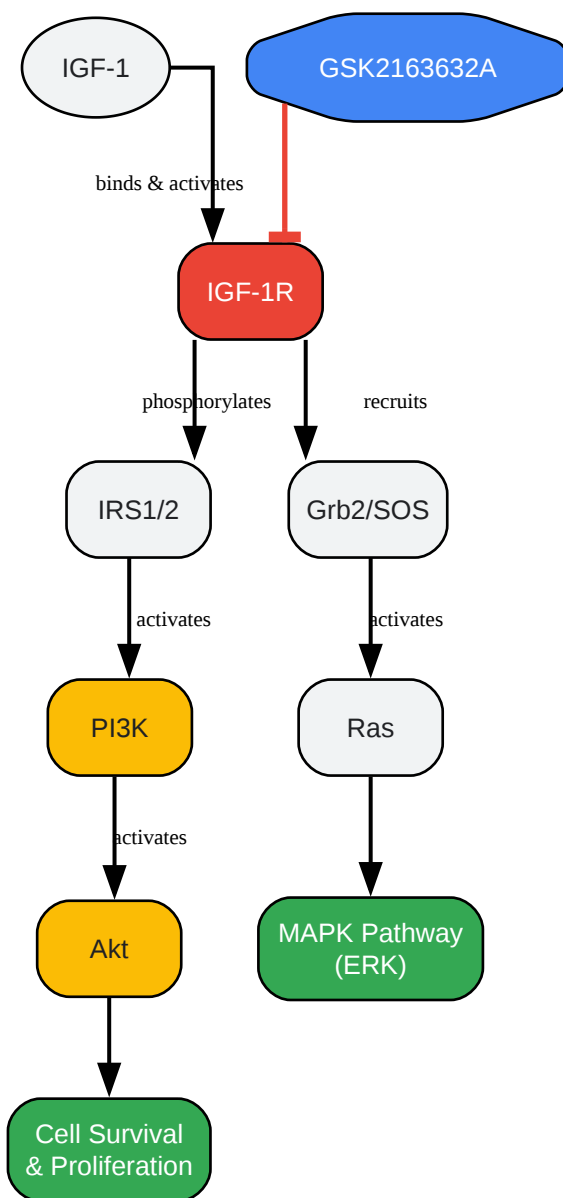 IGF-1
GSK2163632A
binds & activates
IGF-1R
phosphorylates
recruits
IRS1/2
Grb2/SOS
activates
activates
PI3K
Ras
activates
Akt
MAPK Pathway
(ERK)
Cell Survival
& Proliferation